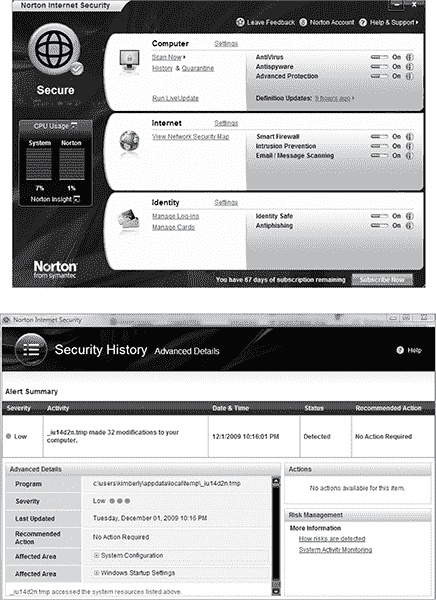 Norton Internet Security
Leave Feedback Norton Account ? Help & Support
Secure
CPU Usage
System Norton
7% 1%
Norton Insight
Computer Settings
Scan Now
History & Quarantine
Run LiveUpdate
AntiVirus On
Antispyware On
Advanced Protection On
Definition Updates: 9 hours ago
Internet Settings
View Network Security Map
Smart Firewall On
Intrusion Prevention On
Email / Message Scanning On
Identity Settings
Manage Log-ins
Manage Cards
Identity Safe On
Antiphishing On
Norton
from symantec
You have 67 days of subscription remaining Subscribe Now
Norton Internet Security
Security History Advanced Details
? Help
Alert Summary
Severity Activity Date & Time Status Recommended Action
Low _iu14d2n.tmp made 32 modifications to your computer. 12/1/2009 10:16:01 PM Detected No Action Required
Advanced Details
Program c:\users\kimberly\appdata\local\temp\_iu14d2n.tmp
Severity Low
Last Updated Tuesday, December 01, 2009 10:16 PM
Recommended Action No Action Required
Affected Area System Configuration
Affected Area Windows Startup Settings
_iu14d2n.tmp accessed the system resources listed above.
Actions
No actions available for this item.
Risk Management
More Information
How risks are detected
System Activity Monitoring